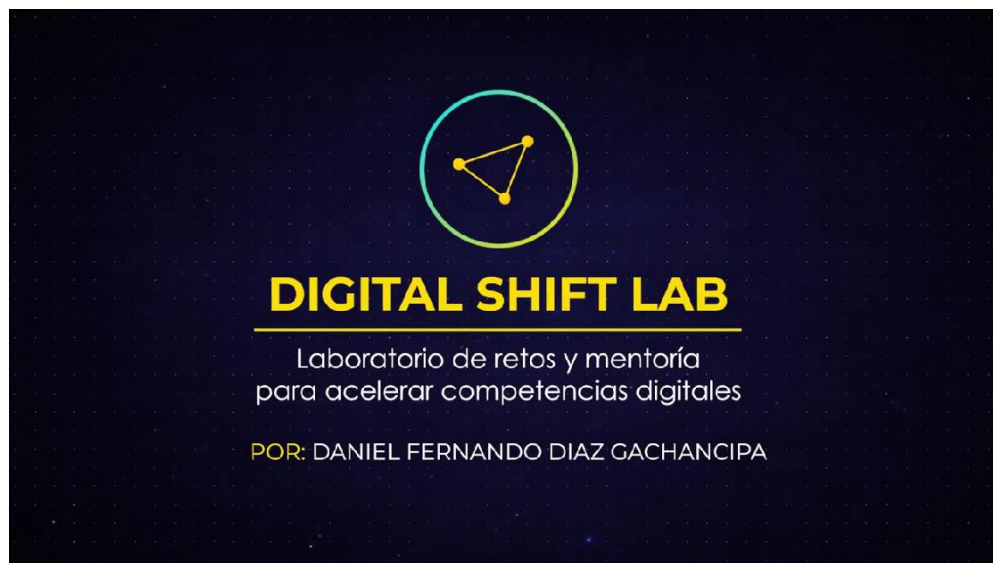 DIGITAL SHIFT LAB
Laboratorio de retos y mentoría
para acelerar competencias digitales
POR: DANIEL FERNANDO DIAZ GACHANCIPA